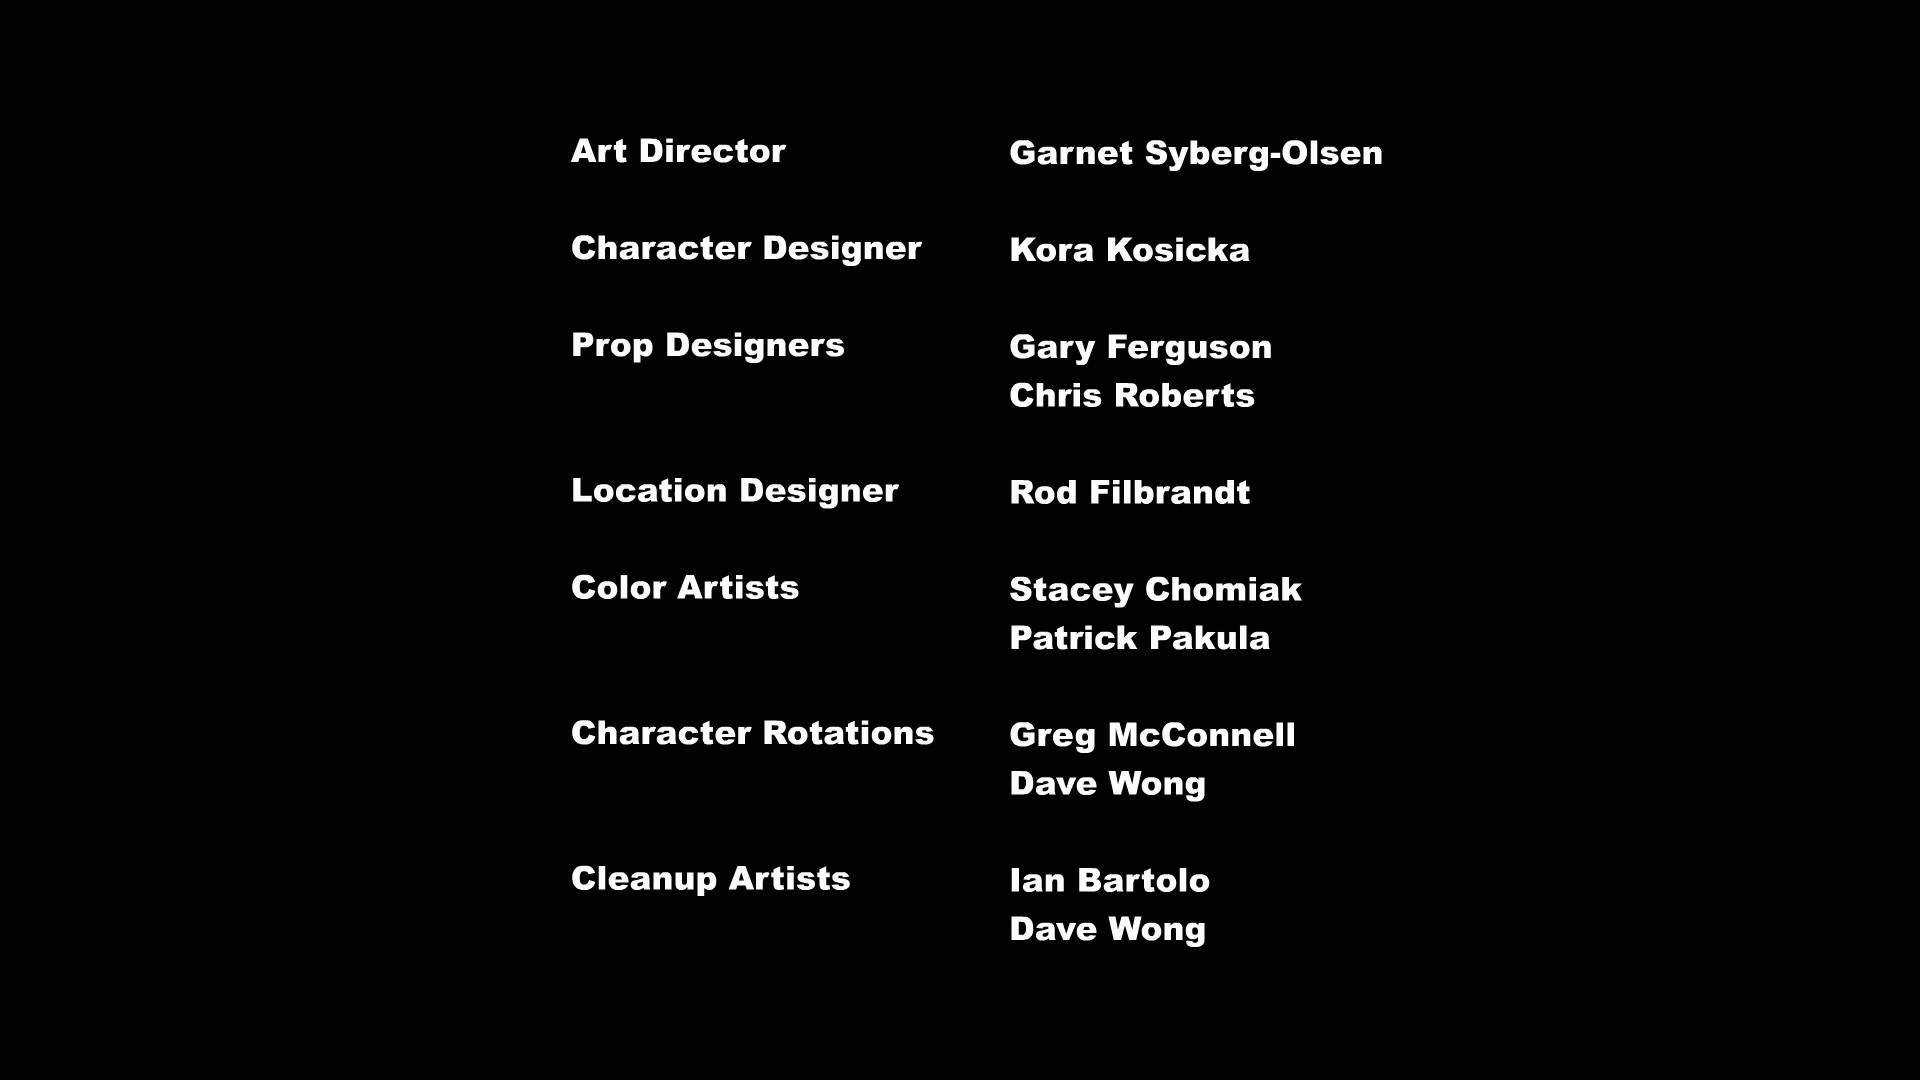 Art Director Garnet Syberg-Olsen
Character Designer Kora Kosicka
Prop Designers Gary Ferguson
Chris Roberts
Location Designer Rod Filbrandt
Color Artists Stacey Chomiak
Patrick Pakula
Character Rotations Greg McConnell
Dave Wong
Cleanup Artists Ian Bartolo
Dave Wong